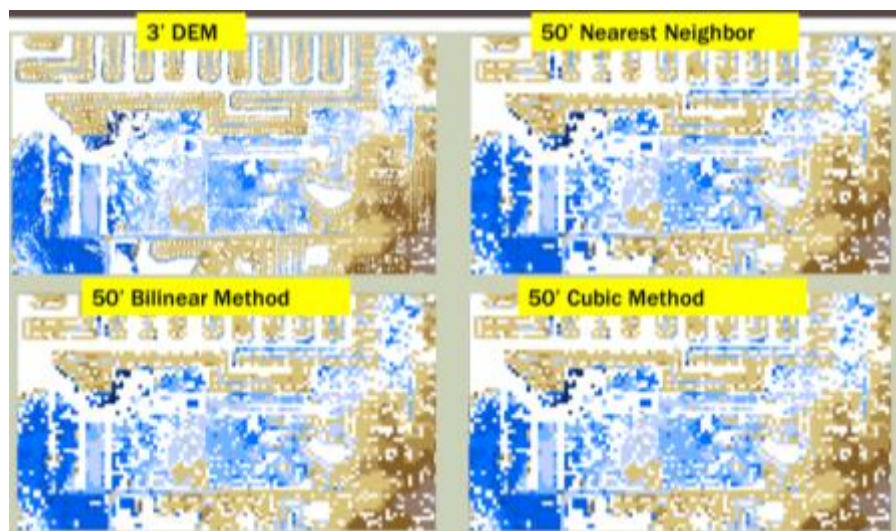 3' DEM
50' Nearest Neighbor
50' Bilinear Method
50' Cubic Method